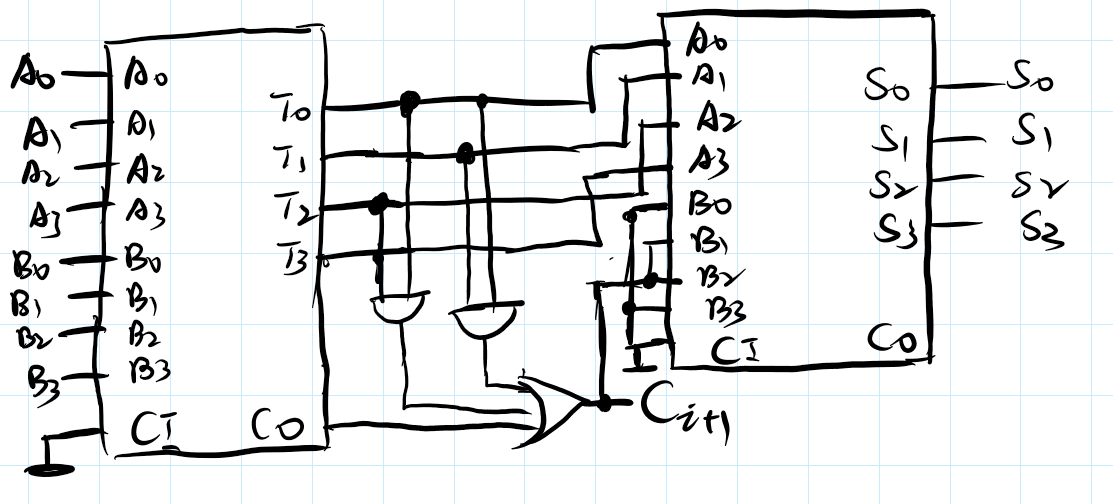 A0 A0
A1 A1
A2 A2
A3 A3
B0 B0
B1 B1
B2 B2
B3 B3
CI CO
T0
T1
T2
T3
A0
A1
A2
A3
B0
B1
B2
B3
CI CO
S0 S0
S1 S1
S2 S2
S3 S3
Ci+1